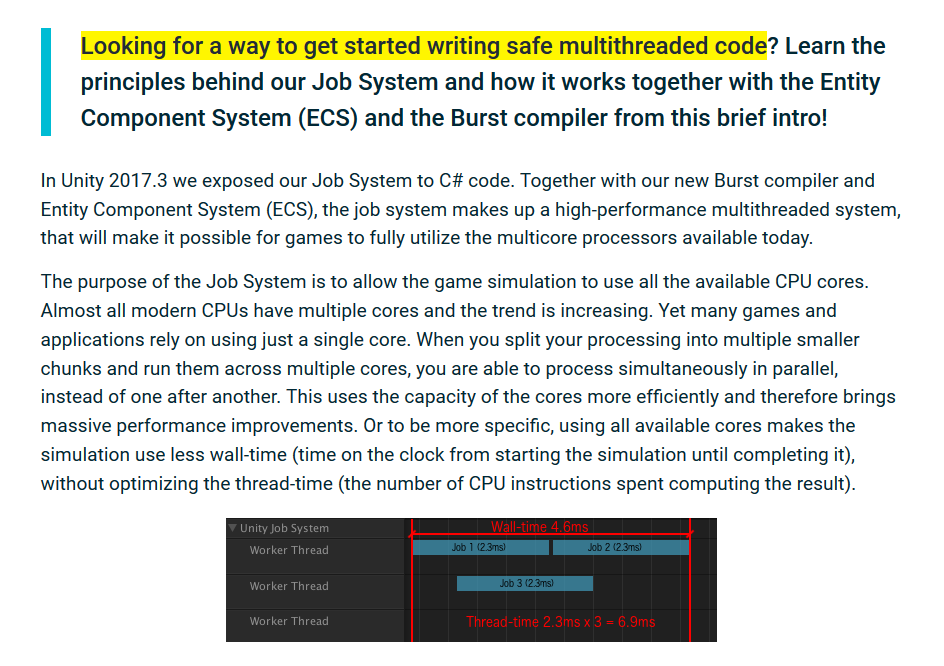 Looking for a way to get started writing safe multithreaded code? Learn the
principles behind our Job System and how it works together with the Entity
Component System (ECS) and the Burst compiler from this brief intro!
In Unity 2017.3 we exposed our Job System to C# code. Together with our new Burst compiler and
Entity Component System (ECS), the job system makes up a high-performance multithreaded system,
that will make it possible for games to fully utilize the multicore processors available today.
The purpose of the Job System is to allow the game simulation to use all the available CPU cores.
Almost all modern CPUs have multiple cores and the trend is increasing. Yet many games and
applications rely on using just a single core. When you split your processing into multiple smaller
chunks and run them across multiple cores, you are able to process simultaneously in parallel,
instead of one after another. This uses the capacity of the cores more efficiently and therefore brings
massive performance improvements. Or to be more specific, using all available cores makes the
simulation use less wall-time (time on the clock from starting the simulation until completing it),
without optimizing the thread-time (the number of CPU instructions spent computing the result).
Unity Job System Wall-time 4.6ms
Worker Thread Job 1 (2.3ms) Job 2 (2.3ms)
Worker Thread Job 3 (2.3ms)
Worker Thread Thread-time 2.3ms x 3 = 6.9ms